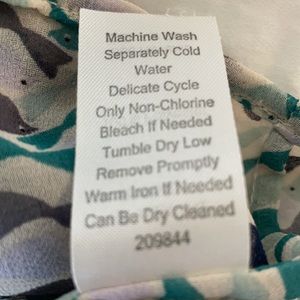 Machine Wash
Separately Cold
Water
Delicate Cycle
Only Non-Chlorine
Bleach If Needed
Tumble Dry Low
Remove Promptly
Warm Iron If Needed
Can Be Dry Cleaned
209844